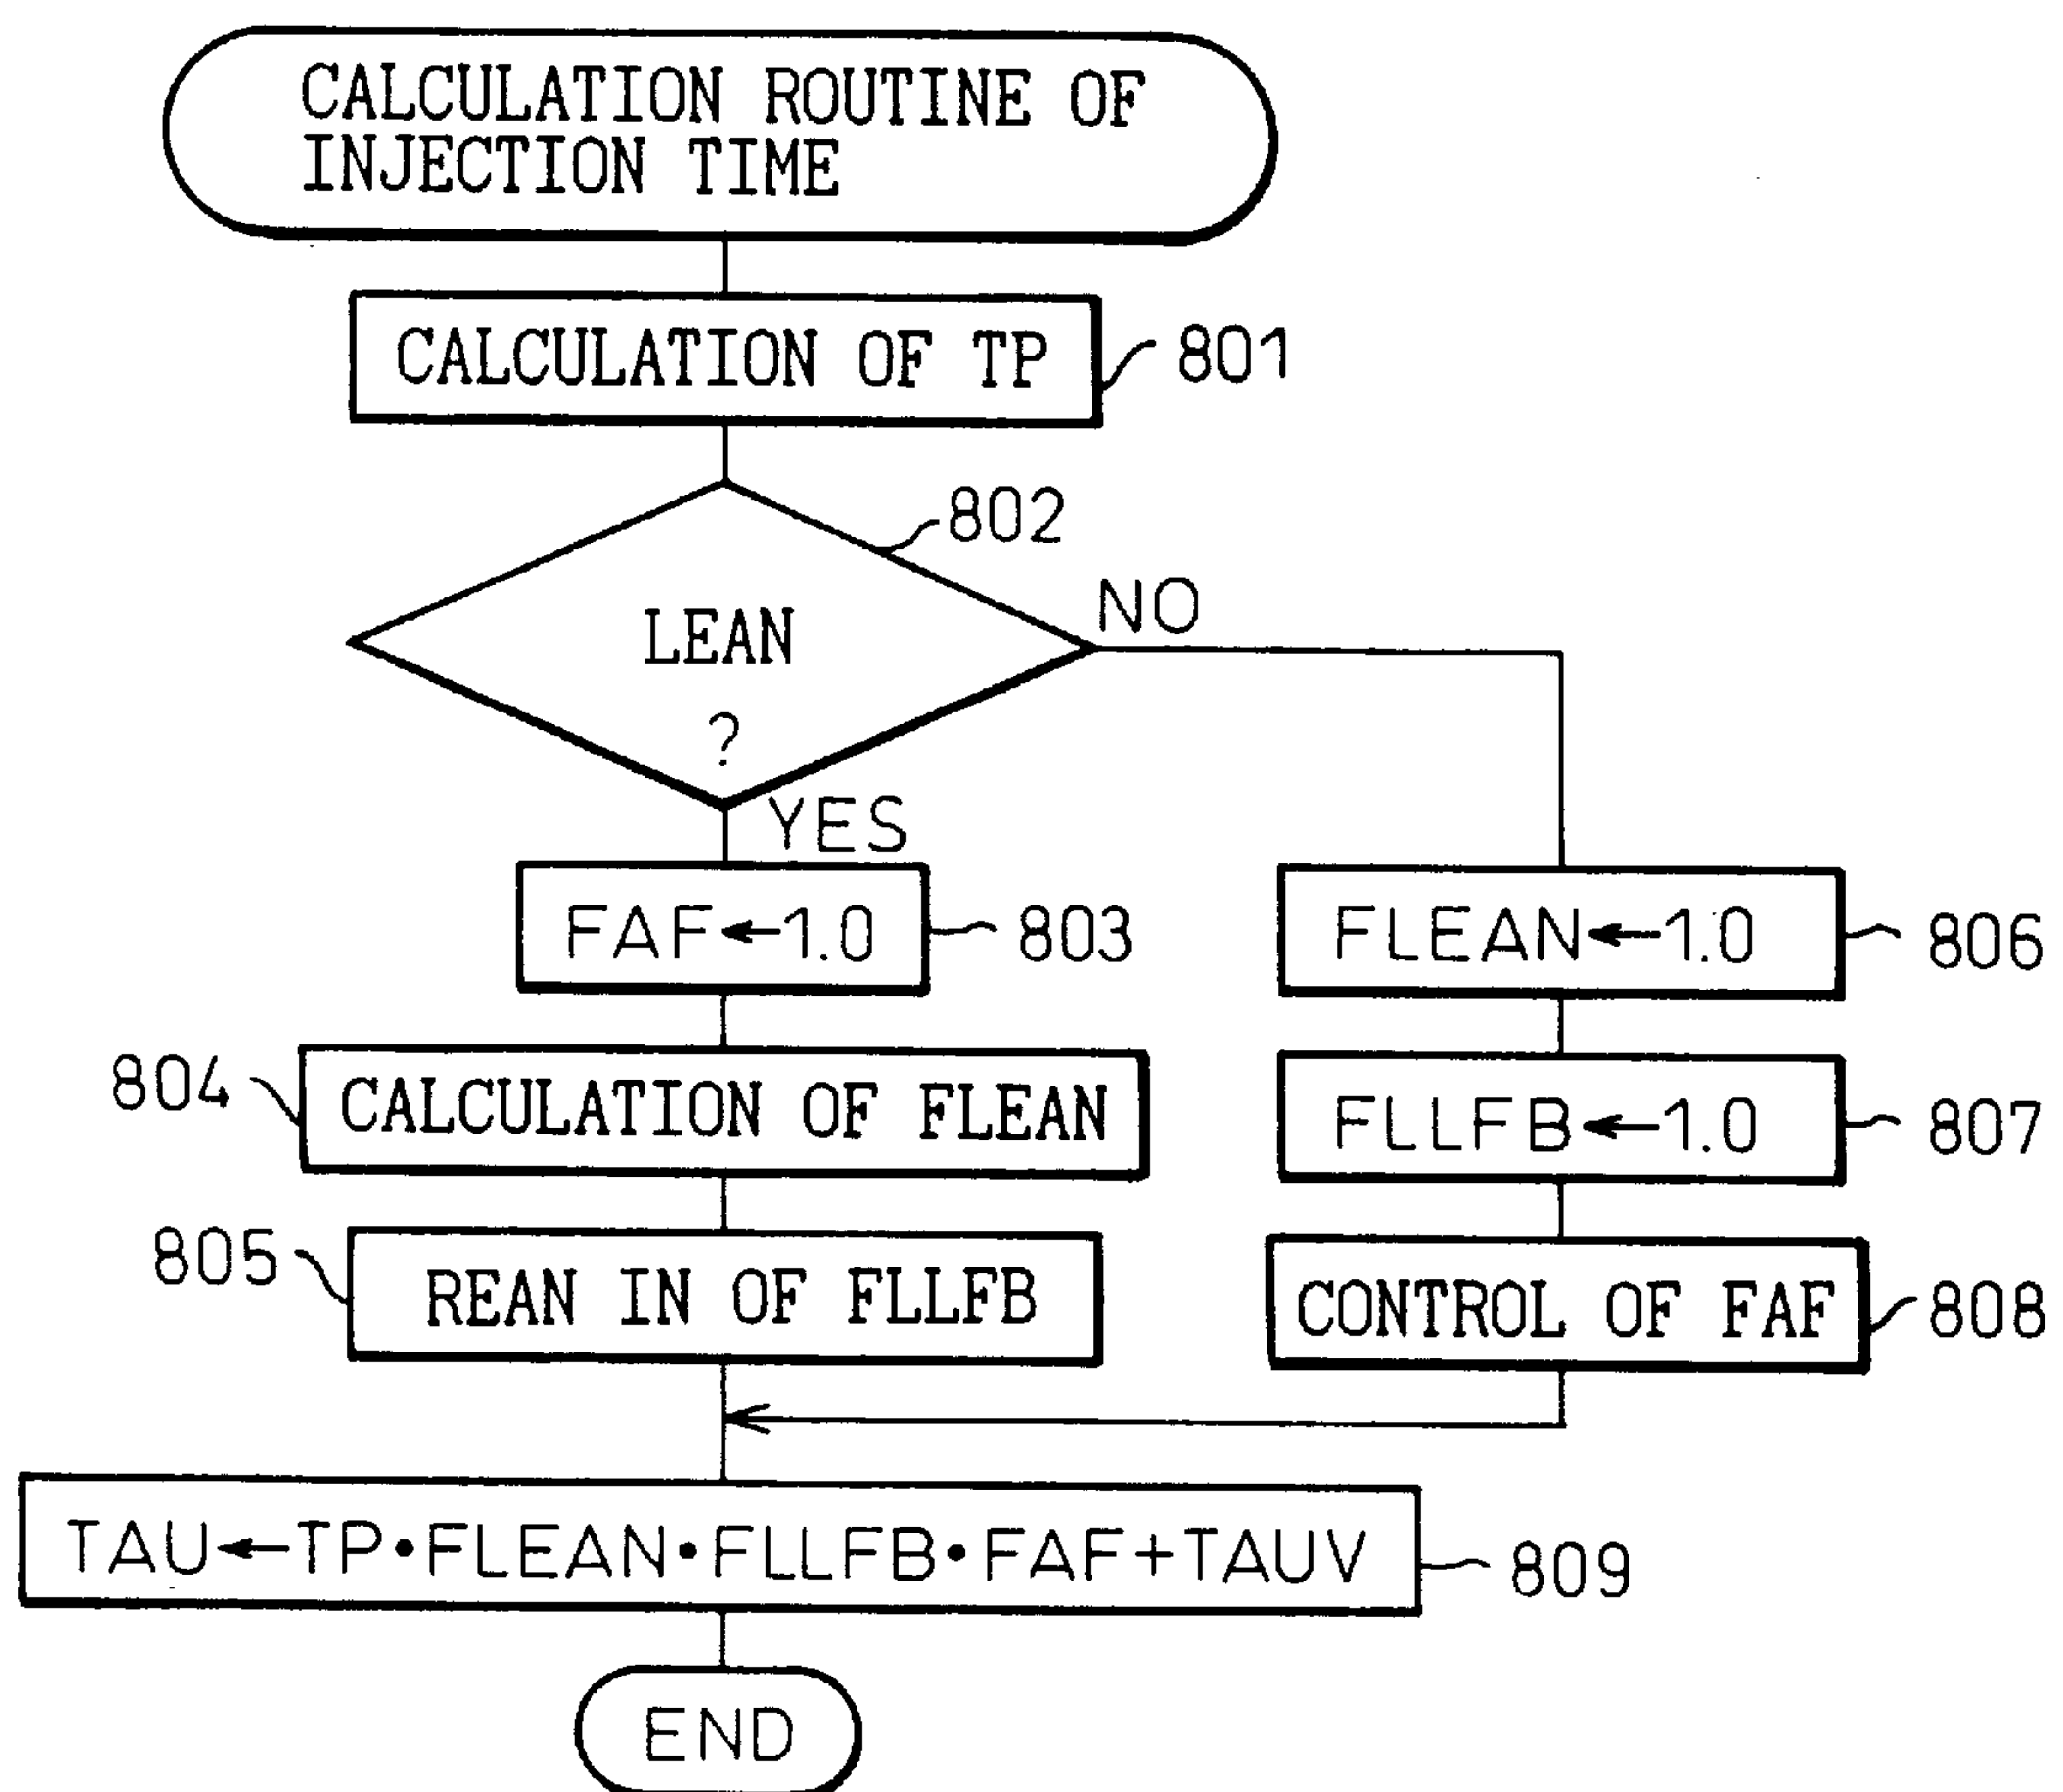 CALCULATION ROUTINE OF
INJECTION TIME
CALCULATION OF TP
801
802
LEAN
?
NO
YES
FAF←1.0
803
804
CALCULATION OF FLEAN
805
REAN IN OF FLLFB
FLEAN←1.0
806
FLLFB←1.0
807
CONTROL OF FAF
808
TAU←TP•FLEAN•FLLFB•FAF+TAUV
809
END